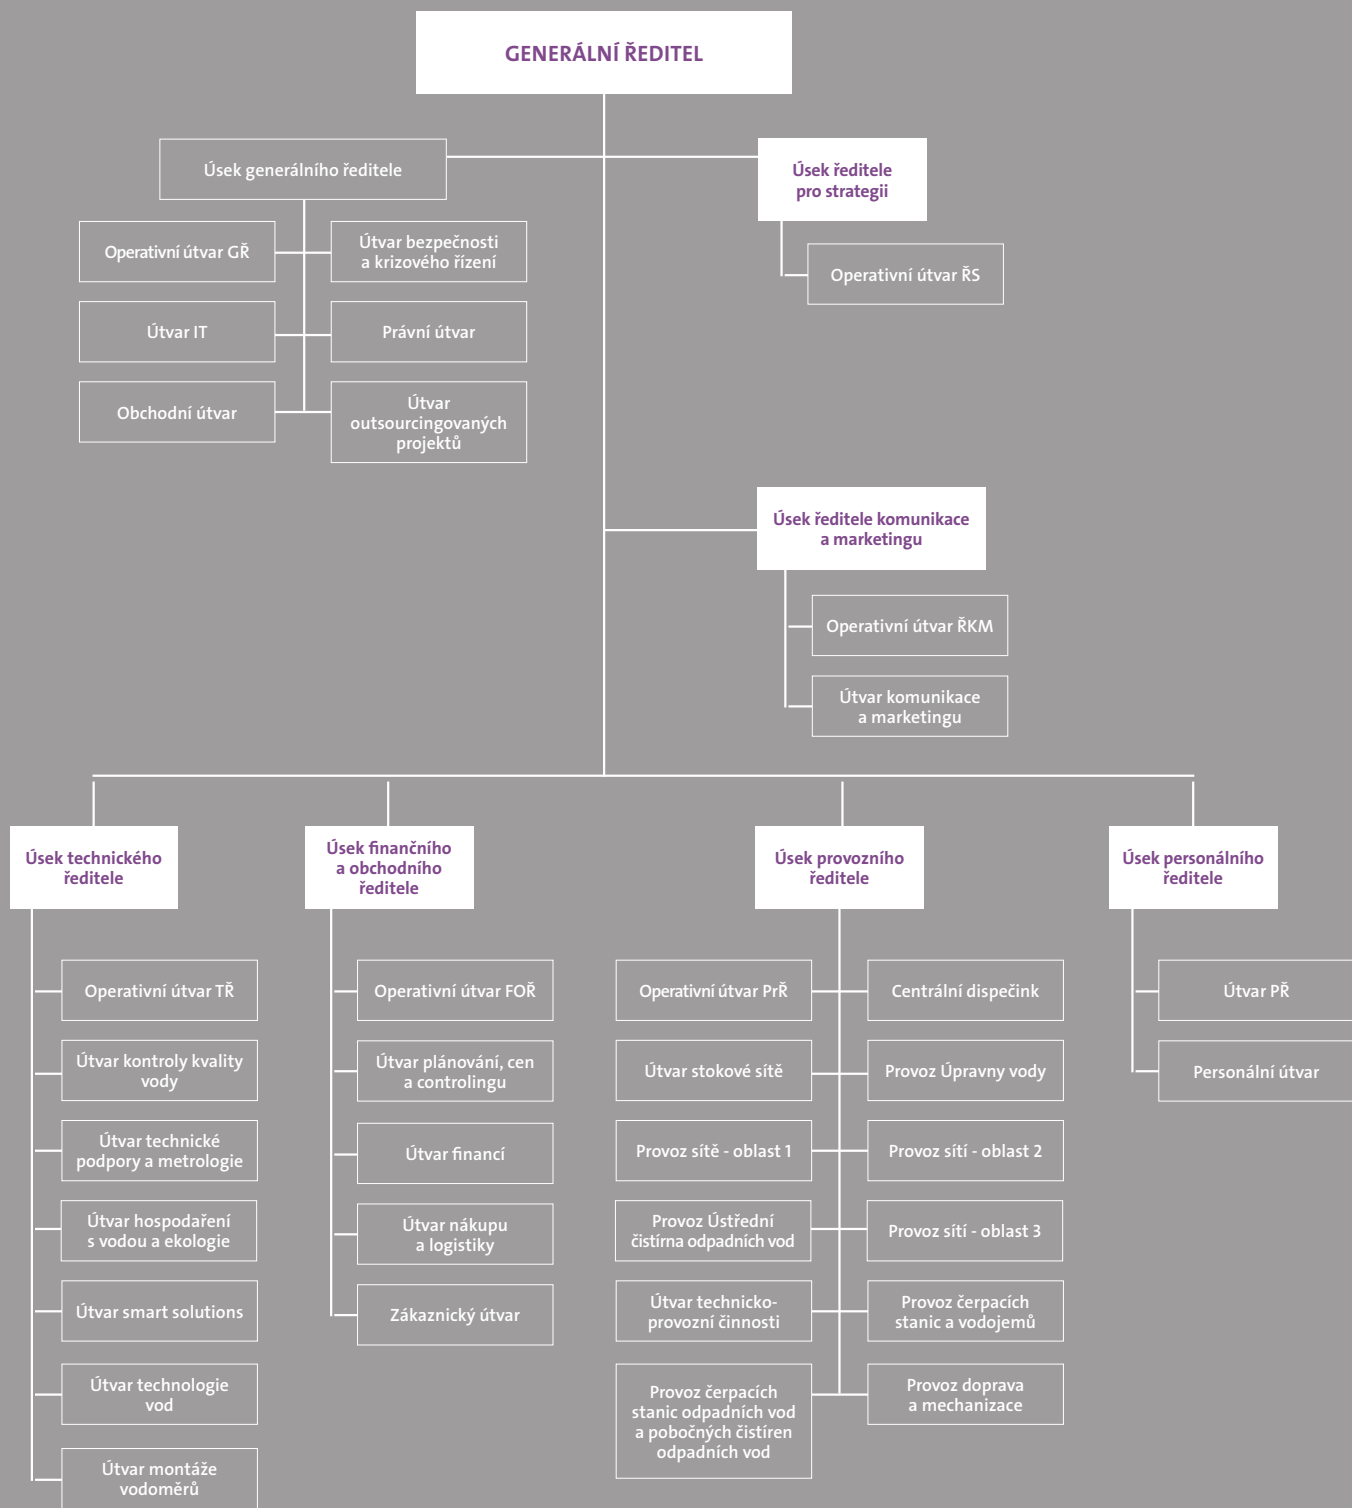 GENERÁLNÍ ŘEDITEL
Úsek generálního ředitele
Operativní útvar GŘ
Útvar bezpečnosti
a krizového řízení
Útvar IT
Právní útvar
Obchodní útvar
Útvar
outsourcingovaných
projektů
Úsek ředitele
pro strategii
Operativní útvar ŘS
Úsek ředitele komunikace
a marketingu
Operativní útvar ŘKM
Útvar komunikace
a marketingu
Úsek technického
ředitele
Operativní útvar TŘ
Útvar kontroly kvality
vody
Útvar technické
podpory a metrologie
Útvar hospodaření
s vodou a ekologie
Útvar smart solutions
Útvar technologie
vod
Útvar montáže
vodoměrů
Úsek finančního
a obchodního
ředitele
Operativní útvar FOŘ
Útvar plánování, cen
a controlingu
Útvar financí
Útvar nákupu
a logistiky
Zákaznický útvar
Úsek provozního
ředitele
Operativní útvar PrŘ
Centrální dispečink
Útvar stokové sítě
Provoz Úpravny vody
Provoz sítě - oblast 1
Provoz sítí - oblast 2
Provoz Ústřední
čistírna odpadních vod
Provoz sítí - oblast 3
Útvar technicko-
provozní činnosti
Provoz čerpacích
stanic a vodojemů
Provoz čerpacích
stanic odpadních vod
a pobočných čistíren
odpadních vod
Provoz doprava
a mechanizace
Úsek personálního
ředitele
Útvar PŘ
Personální útvar